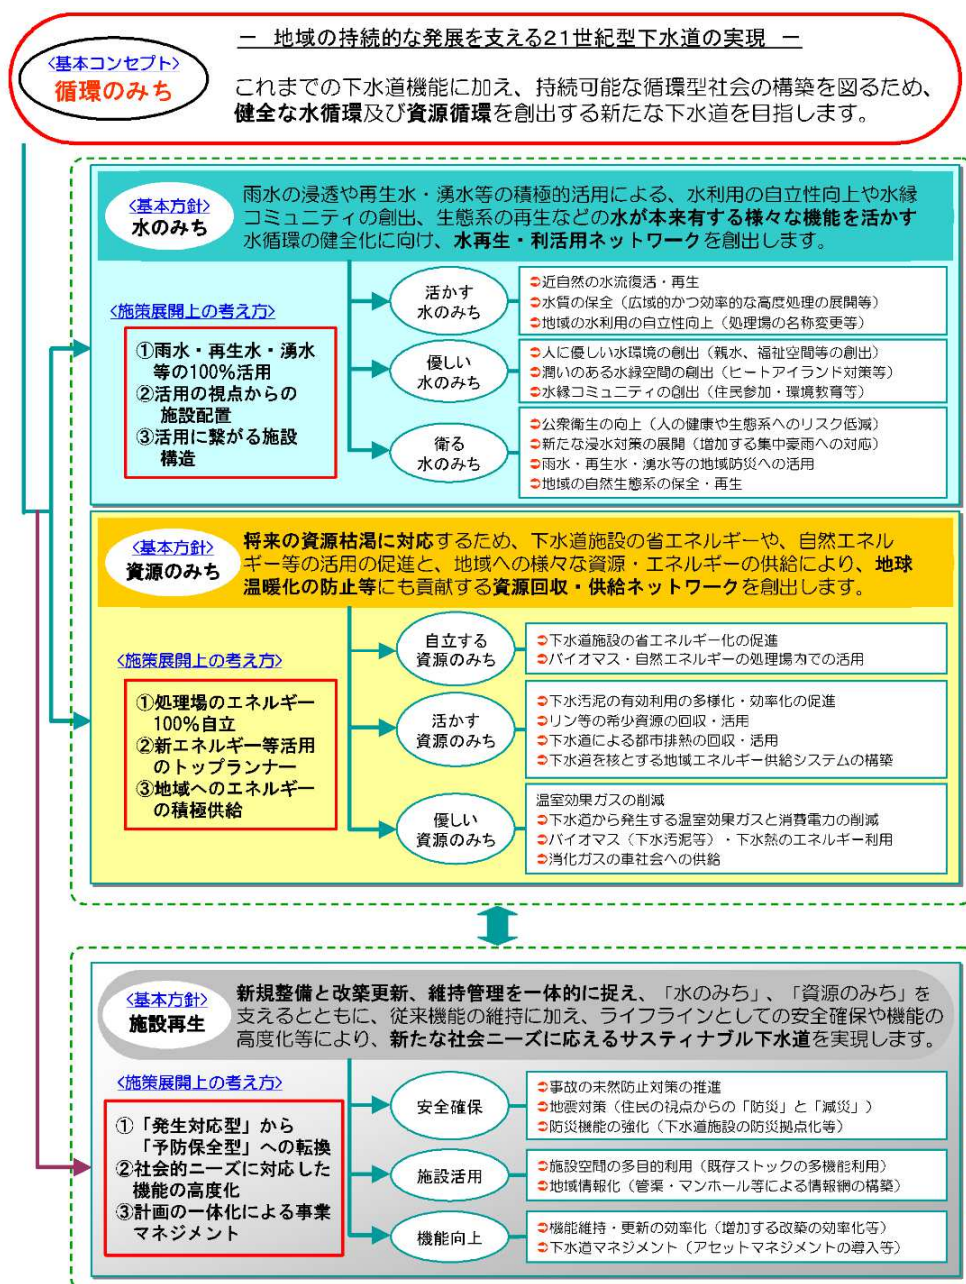 ― 地域の持続的な発展を支える21世紀型下水道の実現 ―
<基本コンセプト>
循環のみち
これまでの下水道機能に加え、持続可能な循環型社会の構築を図るため、
健全な水循環及び資源循環を創出する新たな下水道を目指します。
<基本方針>
水のみち
雨水の浸透や再生水・湧水等の積極的活用による、水利用の自立性向上や水縁
コミュニティの創出、生態系の再生などの水が本来有する様々な機能を活かす
水循環の健全化に向け、水再生・利活用ネットワークを創出します。
<施策展開上の考え方>
①雨水・再生水・湧水
等の100%活用
②活用の視点からの
施設配置
③活用に繋がる施設
構造
活かす
水のみち
➲近自然の水流復活・再生
➲水質の保全（広域的かつ効率的な高度処理の展開等）
➲地域の水利用の自立性向上（処理場の名称変更等）
優しい
水のみち
➲人に優しい水環境の創出（親水、福祉空間等の創出）
➲潤いのある水緑空間の創出（ヒートアイランド対策等）
➲水縁コミュニティの創出（住民参加・環境教育等）
衛る
水のみち
➲公衆衛生の向上（人の健康や生態系へのリスク低減）
➲新たな浸水対策の展開（増加する集中豪雨への対応）
➲雨水・再生水・湧水等の地域防災への活用
➲地域の自然生態系の保全・再生
<基本方針>
資源のみち
将来の資源枯渇に対応するため、下水道施設の省エネルギーや、自然エネル
ギー等の活用の促進と、地域への様々な資源・エネルギーの供給により、地球
温暖化の防止等にも貢献する資源回収・供給ネットワークを創出します。
<施策展開上の考え方>
①処理場のエネルギー
100%自立
②新エネルギー等活用
のトップランナー
③地域へのエネルギー
の積極供給
自立する
資源のみち
➲下水道施設の省エネルギー化の促進
➲バイオマス・自然エネルギーの処理場内での活用
活かす
資源のみち
➲下水汚泥の有効利用の多様化・効率化の促進
➲リン等の希少資源の回収・活用
➲下水道による都市排熱の回収・活用
➲下水道を核とする地域エネルギー供給システムの構築
優しい
資源のみち
温室効果ガスの削減
➲下水道から発生する温室効果ガスと消費電力の削減
➲バイオマス（下水汚泥等）・下水熱のエネルギー利用
➲消化ガスの車社会への供給
<基本方針>
施設再生
新規整備と改築更新、維持管理を一体的に捉え、「水のみち」、「資源のみち」を
支えるとともに、従来機能の維持に加え、ライフラインとしての安全確保や機能の
高度化等により、新たな社会ニーズに応えるサスティナブル下水道を実現します。
<施策展開上の考え方>
①「発生対応型」から
「予防保全型」への転換
②社会的ニーズに対応した
機能の高度化
③計画の一体化による事業
マネジメント
安全確保
➲事故の未然防止対策の推進
➲地震対策（住民の視点からの「防災」と「減災」）
➲防災機能の強化（下水道施設の防災拠点化等）
施設活用
➲施設空間の多目的利用（既存ストックの多機能利用）
➲地域情報化（管渠・マンホール等による情報網の構築）
機能向上
➲機能維持・更新の効率化（増加する改築の効率化等）
➲下水道マネジメント（アセットマネジメントの導入等）